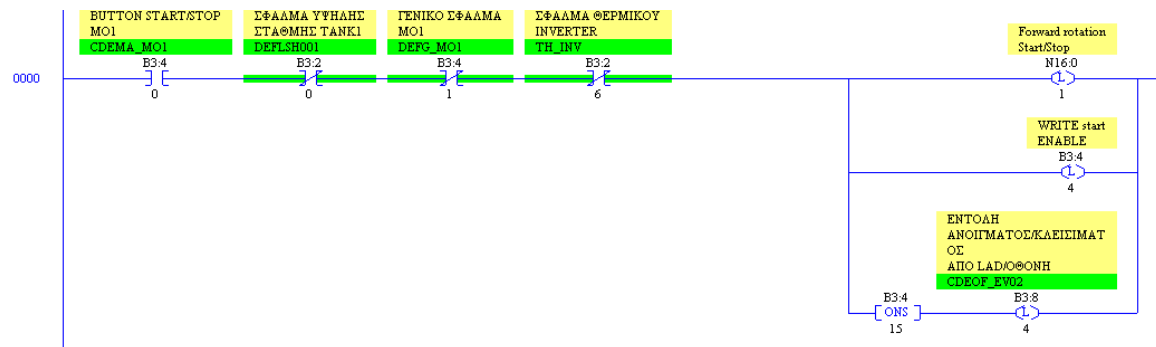 BUTTON START/STOP
MO1
CDEMA_MO1
B3:4
0
ΣΦΑΛΜΑ ΥΨΗΛΗΣ
ΣΤΑΘΜΗΣ TANK1
DEFLSH001
B3:2
0
ΓΕΝΙΚΟ ΣΦΑΛΜΑ
MO1
DEFG_MO1
B3:4
1
ΣΦΑΛΜΑ ΘΕΡΜΙΚΟΥ
INVERTER
TH_INV
B3:2
6
Forward rotation
Start/Stop
N16:0
L
1
0000
WRITE start
ENABLE
B3:4
L
4
ΕΝΤΟΛΗ
ΑΝΟΙΓΜΑΤΟΣ/ΚΛΕΙΣΙΜΑΤ
ΟΣ
ΑΠΟ LAD/ΟΘΟΝΗ
CDEOF_EV02
B3:4
ONS
15
B3:8
L
4